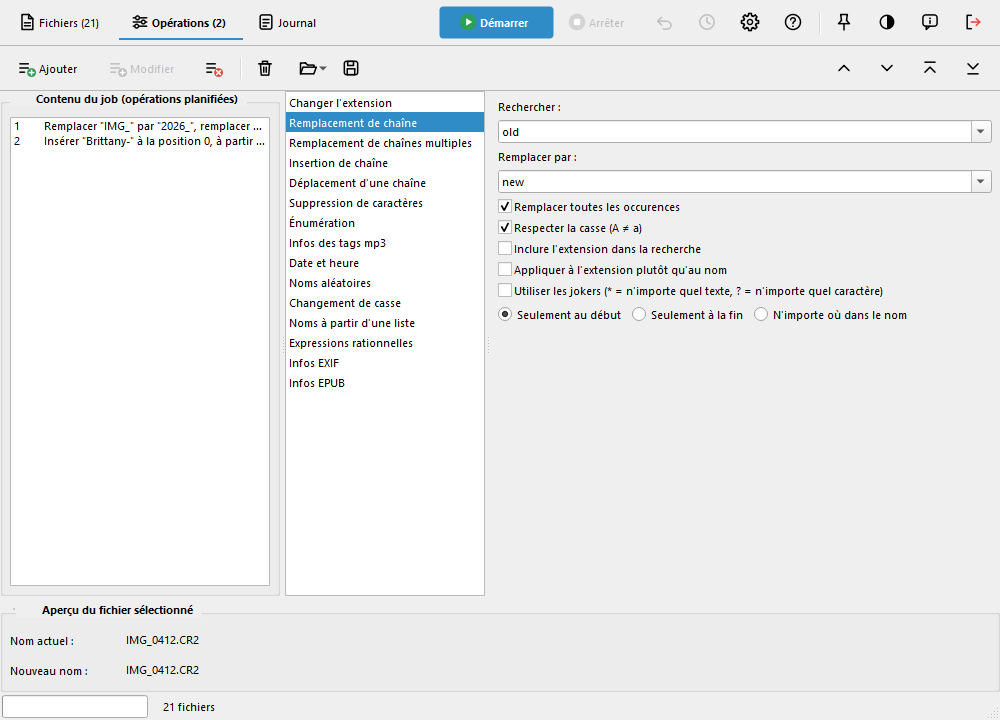 Fichiers (21)
Opérations (2)
Journal
Démarrer
Arrêter
Ajouter
Modifier
Contenu du job (opérations planifiées)
1 Remplacer "IMG_" par "2026_", remplacer ...
2 Insérer "Brittany-" à la position 0, à partir ...
Changer l'extension
Remplacement de chaîne
Remplacement de chaînes multiples
Insertion de chaîne
Déplacement d'une chaîne
Suppression de caractères
Énumération
Infos des tags mp3
Date et heure
Noms aléatoires
Changement de casse
Noms à partir d'une liste
Expressions rationnelles
Infos EXIF
Infos EPUB
Rechercher :
old
Remplacer par :
new
Remplacer toutes les occurences
Respecter la casse (A ≠ a)
Inclure l'extension dans la recherche
Appliquer à l'extension plutôt qu'au nom
Utiliser les jokers (* = n'importe quel texte, ? = n'importe quel caractère)
Seulement au début
Seulement à la fin
N'importe où dans le nom
Aperçu du fichier sélectionné
Nom actuel : IMG_0412.CR2
Nouveau nom : IMG_0412.CR2
21 fichiers